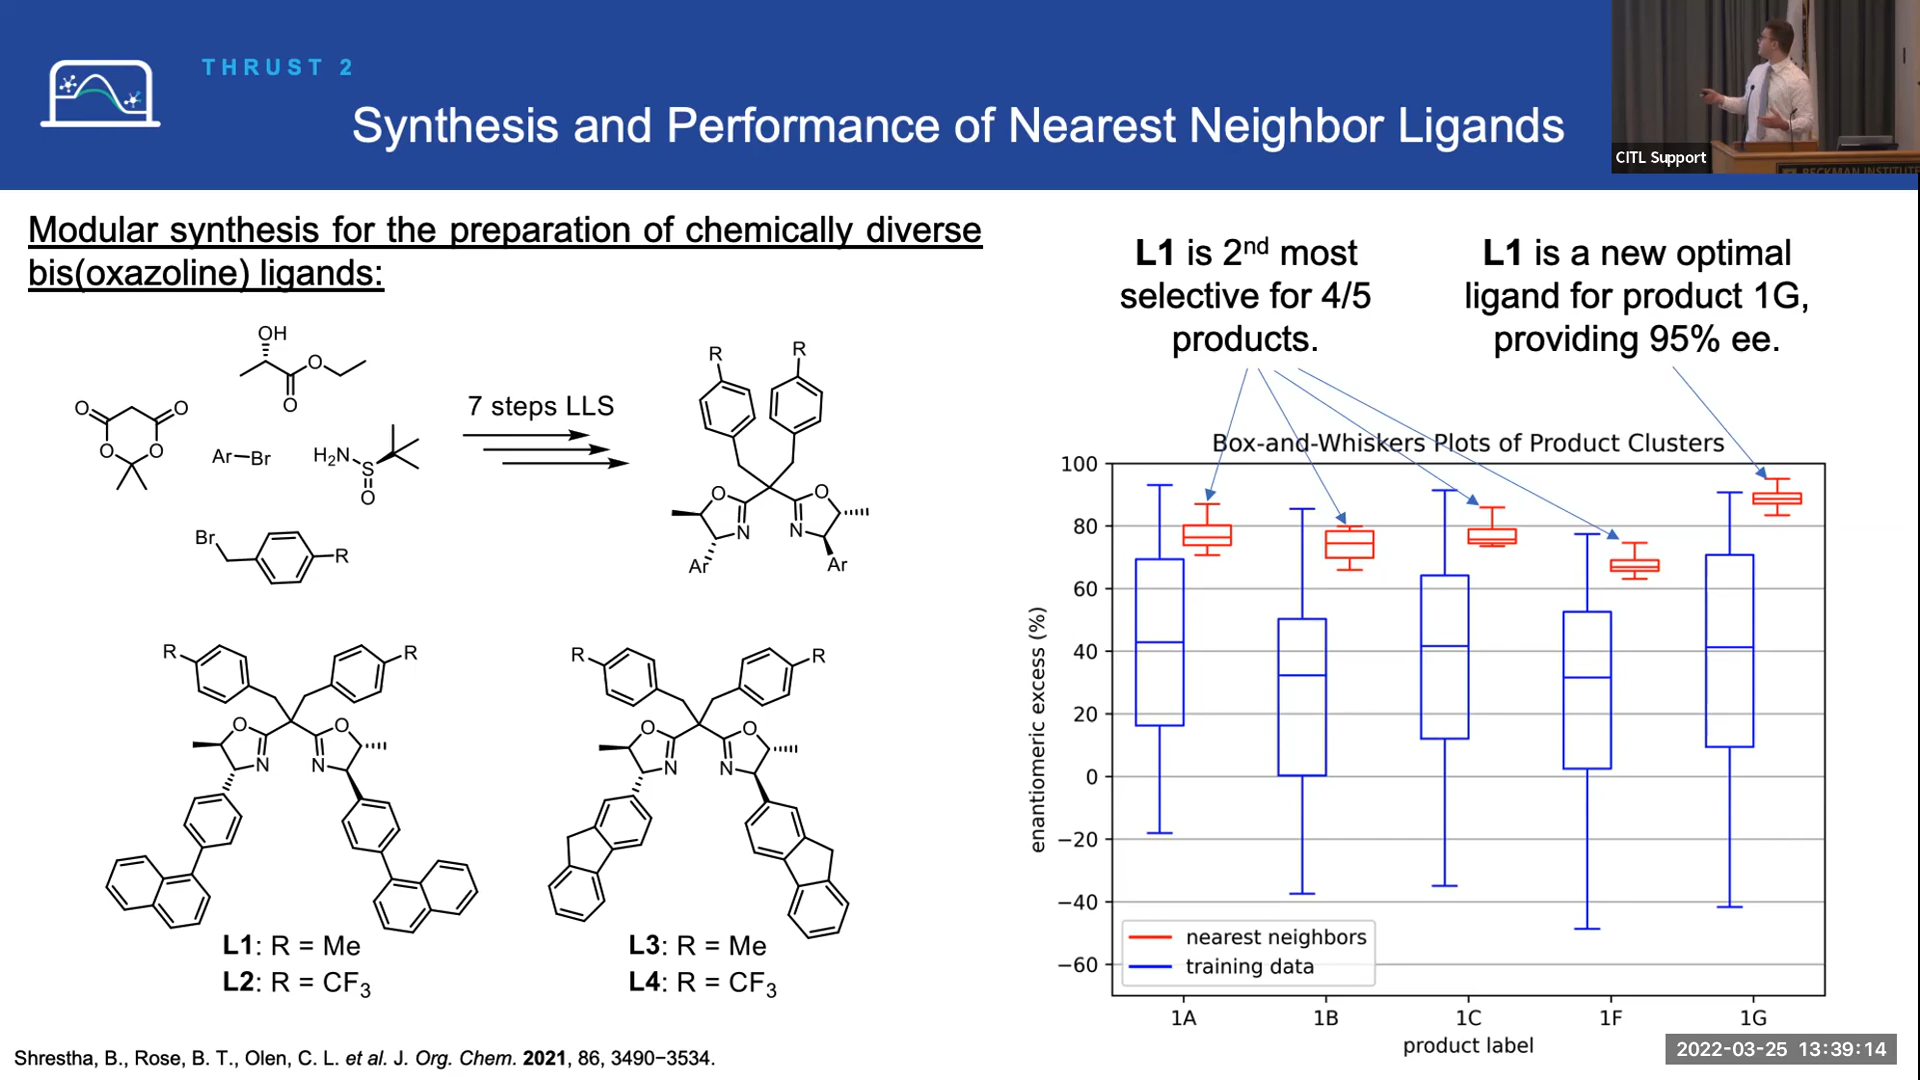 THRUST 2
Synthesis and Performance of Nearest Neighbor Ligands
CITL Support
BECKMAN INSTITUTE
Modular synthesis for the preparation of chemically diverse
bis(oxazoline) ligands:
L1 is 2nd most
selective for 4/5
products.
L1 is a new optimal
ligand for product 1G,
providing 95% ee.
OH
O
O
O
O
O
O
Ar—Br
H₂N
S
O
Br
R
7 steps LLS
R
R
O
O
N
N
Ar
Ar
R
R
O
O
N
N
L1: R = Me
L2: R = CF₃
R
R
O
O
N
N
L3: R = Me
L4: R = CF₃
Box-and-Whiskers Plots of Product Clusters
enantiomeric excess (%)
100
80
60
40
20
0
−20
−40
−60
nearest neighbors
training data
1A
1B
1C
1F
1G
product label
Shrestha, B., Rose, B. T., Olen, C. L. et al. J. Org. Chem. 2021, 86, 3490−3534.
2022-03-25 13:39:14